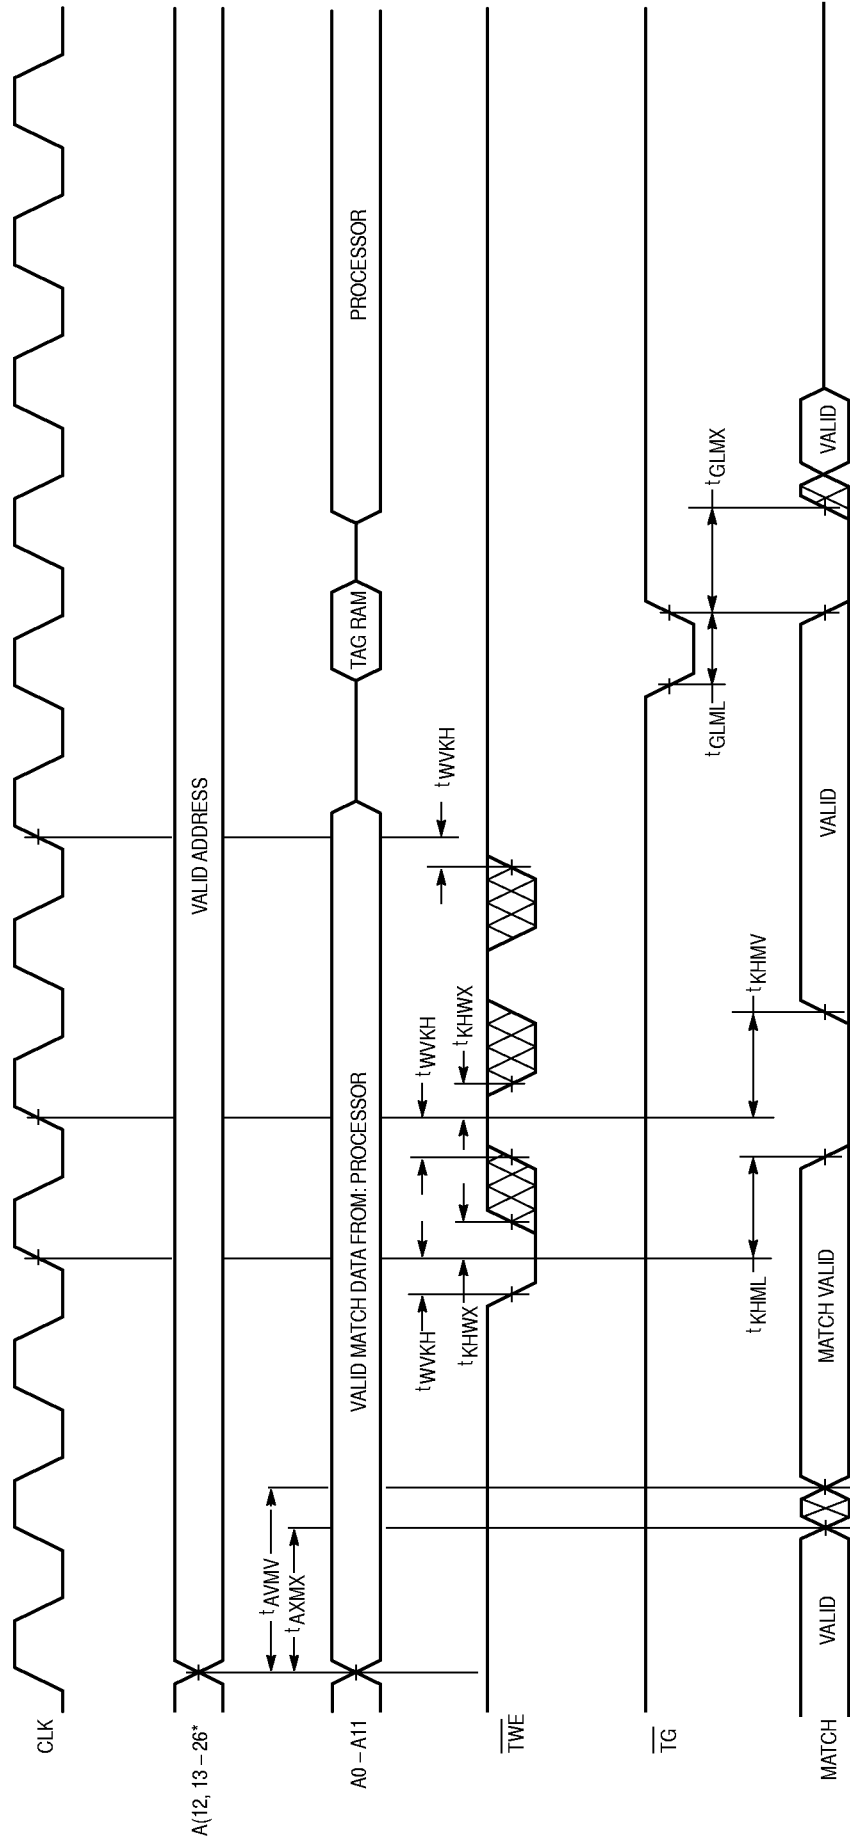 CLK
A(12, 13 – 26*
VALID ADDRESS
A0 – A11
VALID MATCH DATA FROM: PROCESSOR
TAG RAM
PROCESSOR
tAVMV
tAXMX
TWE
tWVKH
tKHWX
tWVKH
tKHWX
tWVKH
TG
tGLML
tGLMX
tKHML
tKHMV
MATCH
VALID
MATCH VALID
VALID
VALID